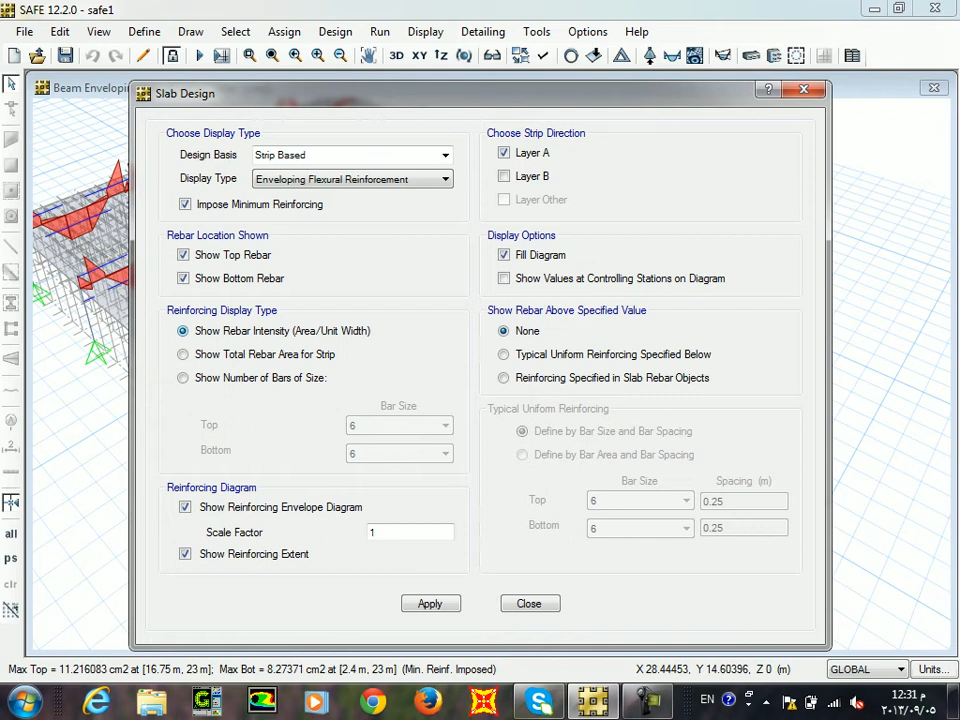 SAFE 12.2.0 - safe1
File Edit View Define Draw Select Assign Design Run Display Detailing Tools Options Help
3D XY
Beam Enveloping
Slab Design
?
Choose Display Type
Design Basis Strip Based
Display Type Enveloping Flexural Reinforcement
Impose Minimum Reinforcing
Rebar Location Shown
Show Top Rebar
Show Bottom Rebar
Reinforcing Display Type
Show Rebar Intensity (Area/Unit Width)
Show Total Rebar Area for Strip
Show Number of Bars of Size:
Bar Size
Top 6
Bottom 6
Reinforcing Diagram
Show Reinforcing Envelope Diagram
Scale Factor 1
Show Reinforcing Extent
Choose Strip Direction
Layer A
Layer B
Layer Other
Display Options
Fill Diagram
Show Values at Controlling Stations on Diagram
Show Rebar Above Specified Value
None
Typical Uniform Reinforcing Specified Below
Reinforcing Specified in Slab Rebar Objects
Typical Uniform Reinforcing
Define by Bar Size and Bar Spacing
Define by Bar Area and Bar Spacing
Bar Size Spacing (m)
Top 6 0.25
Bottom 6 0.25
Apply Close
all
ps
clr
Max Top = 11.216083 cm2 at [16.75 m, 23 m]; Max Bot = 8.27371 cm2 at [2.4 m, 23 m] (Min. Reinf. Imposed)
X 28.44453, Y 14.60396, Z 0 (m)
GLOBAL
Units...
EN
12:31 م
٢٠١٣/٠٩/٠٥